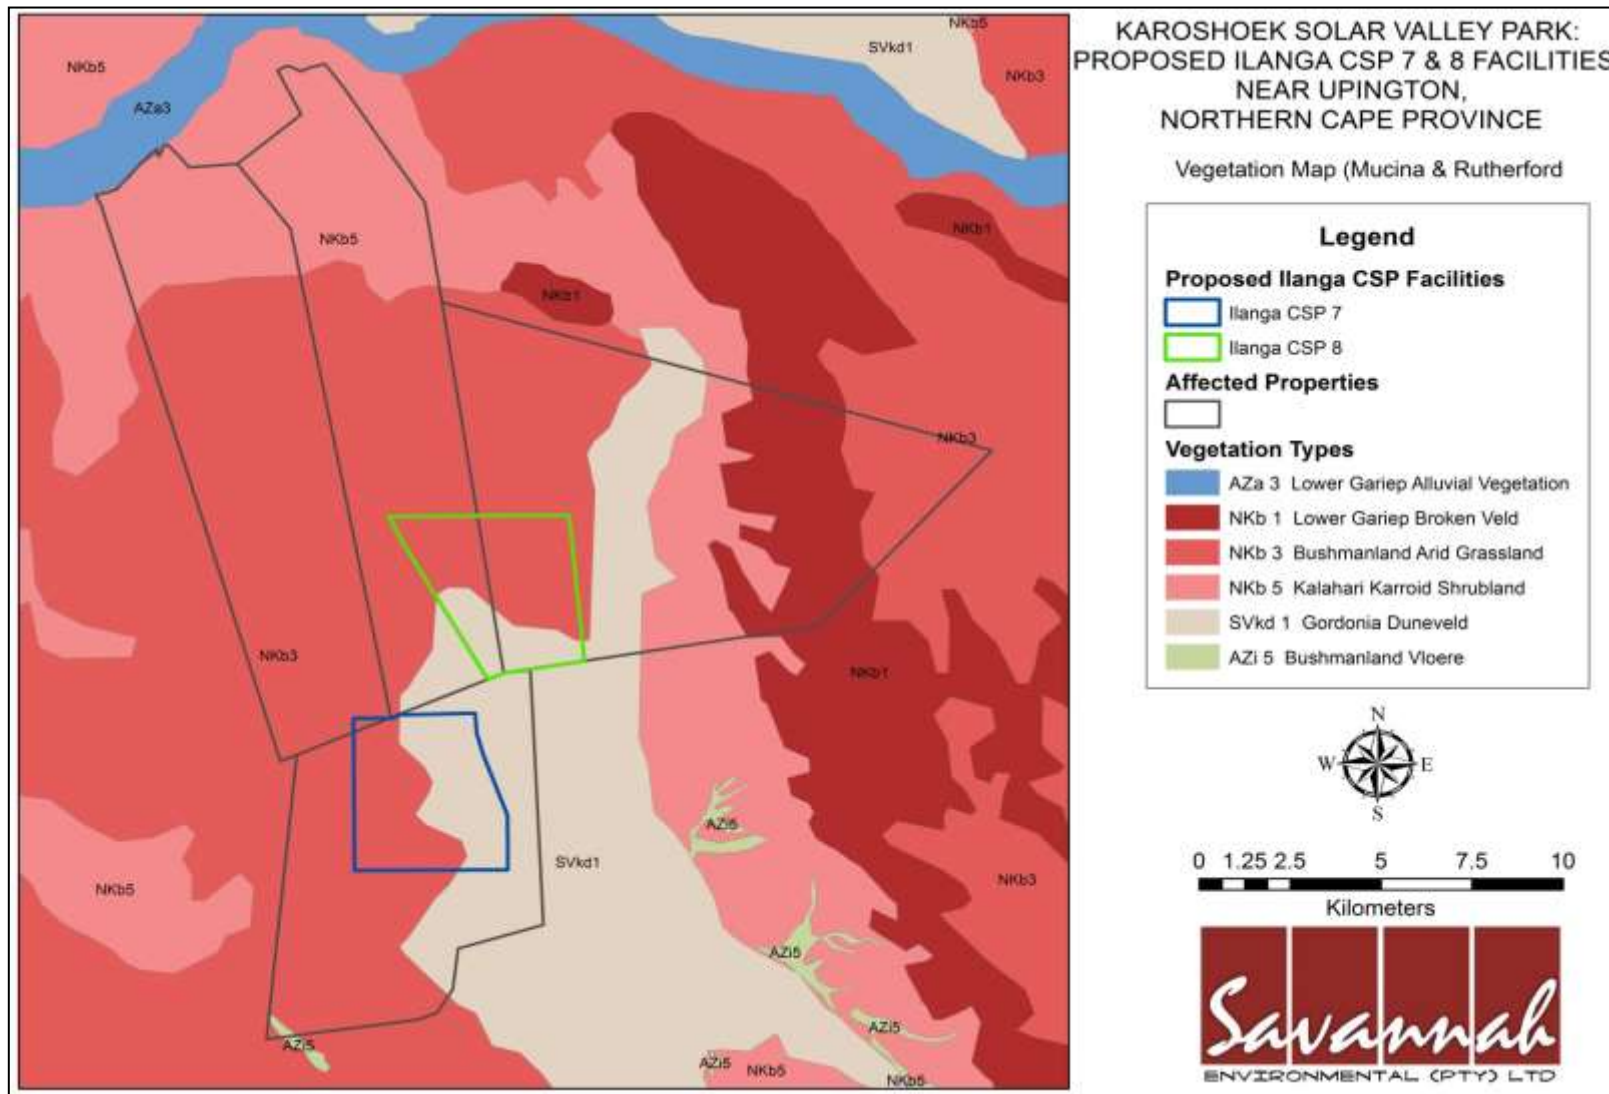 KAROSHOEK SOLAR VALLEY PARK:
PROPOSED ILANGA CSP 7 & 8 FACILITIES
NEAR UPINGTON,
NORTHERN CAPE PROVINCE
Vegetation Map (Mucina & Rutherford
Legend
Proposed Ilanga CSP Facilities
Ilanga CSP 7
Ilanga CSP 8
Affected Properties
Vegetation Types
AZa 3 Lower Gariep Alluvial Vegetation
NKb 1 Lower Gariep Broken Veld
NKb 3 Bushmanland Arid Grassland
NKb 5 Kalahari Karroid Shrubland
SVkd 1 Gordonia Duneveld
AZi 5 Bushmanland Vloere
N
W E
S
0 1.25 2.5 5 7.5 10
Kilometers
Savannah
ENVIRONMENTAL (PTY) LTD
NKb5
SVkd1
NKb5
NKb3
AZa3
NKb1
NKb5
NKb1
NKb3
NKb3
NKb1
AZi5
SVkd1
NKb5
NKb3
AZi5
AZi5
AZi5
AZi5
NKb5
NKb5